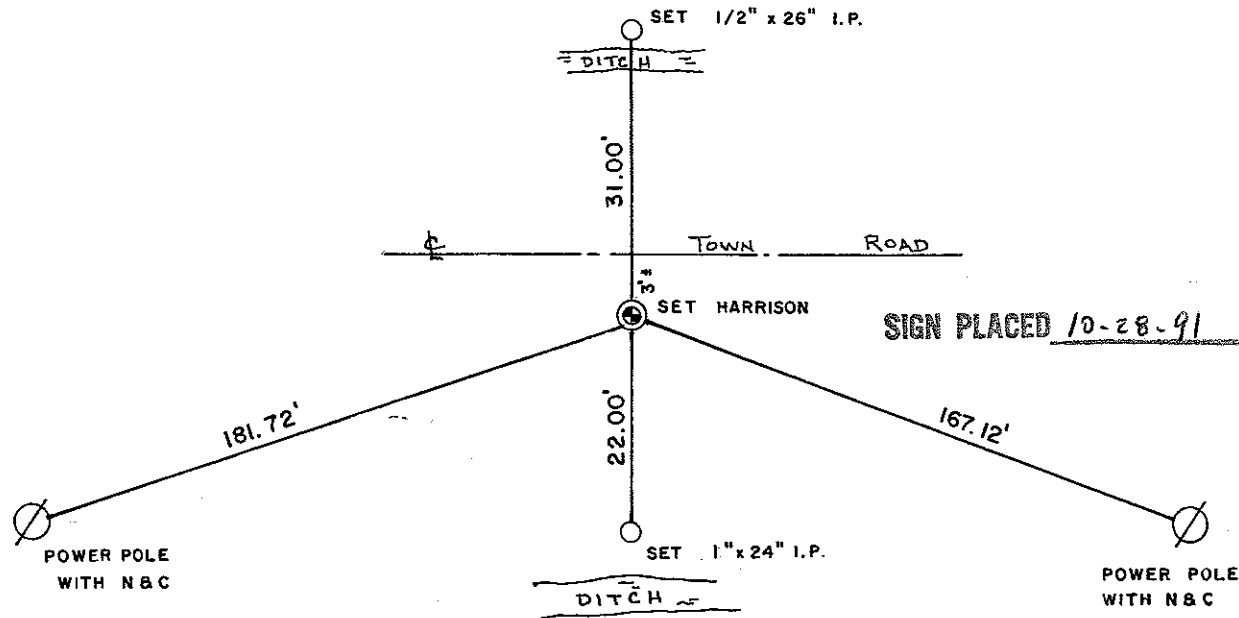 SET 1/2" x 26" I.P.
DITCH
31.00'
℄ TOWN ROAD
3'±
SET HARRISON
SIGN PLACED 10-28-91
181.72'
22.00'
167.12'
POWER POLE
WITH N&C
SET 1" x 24" I.P.
POWER POLE
WITH N&C
DITCH